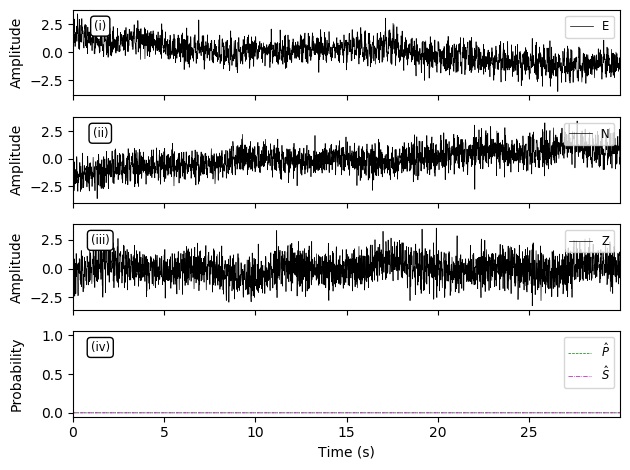 (i)
E
Amplitude
2.5
0.0
−2.5
(ii)
N
Amplitude
2.5
0.0
−2.5
(iii)
Z
Amplitude
2.5
0.0
−2.5
(iv)
P̂
Ŝ
Probability
1.0
0.5
0.0
0 5 10 15 20 25
Time (s)